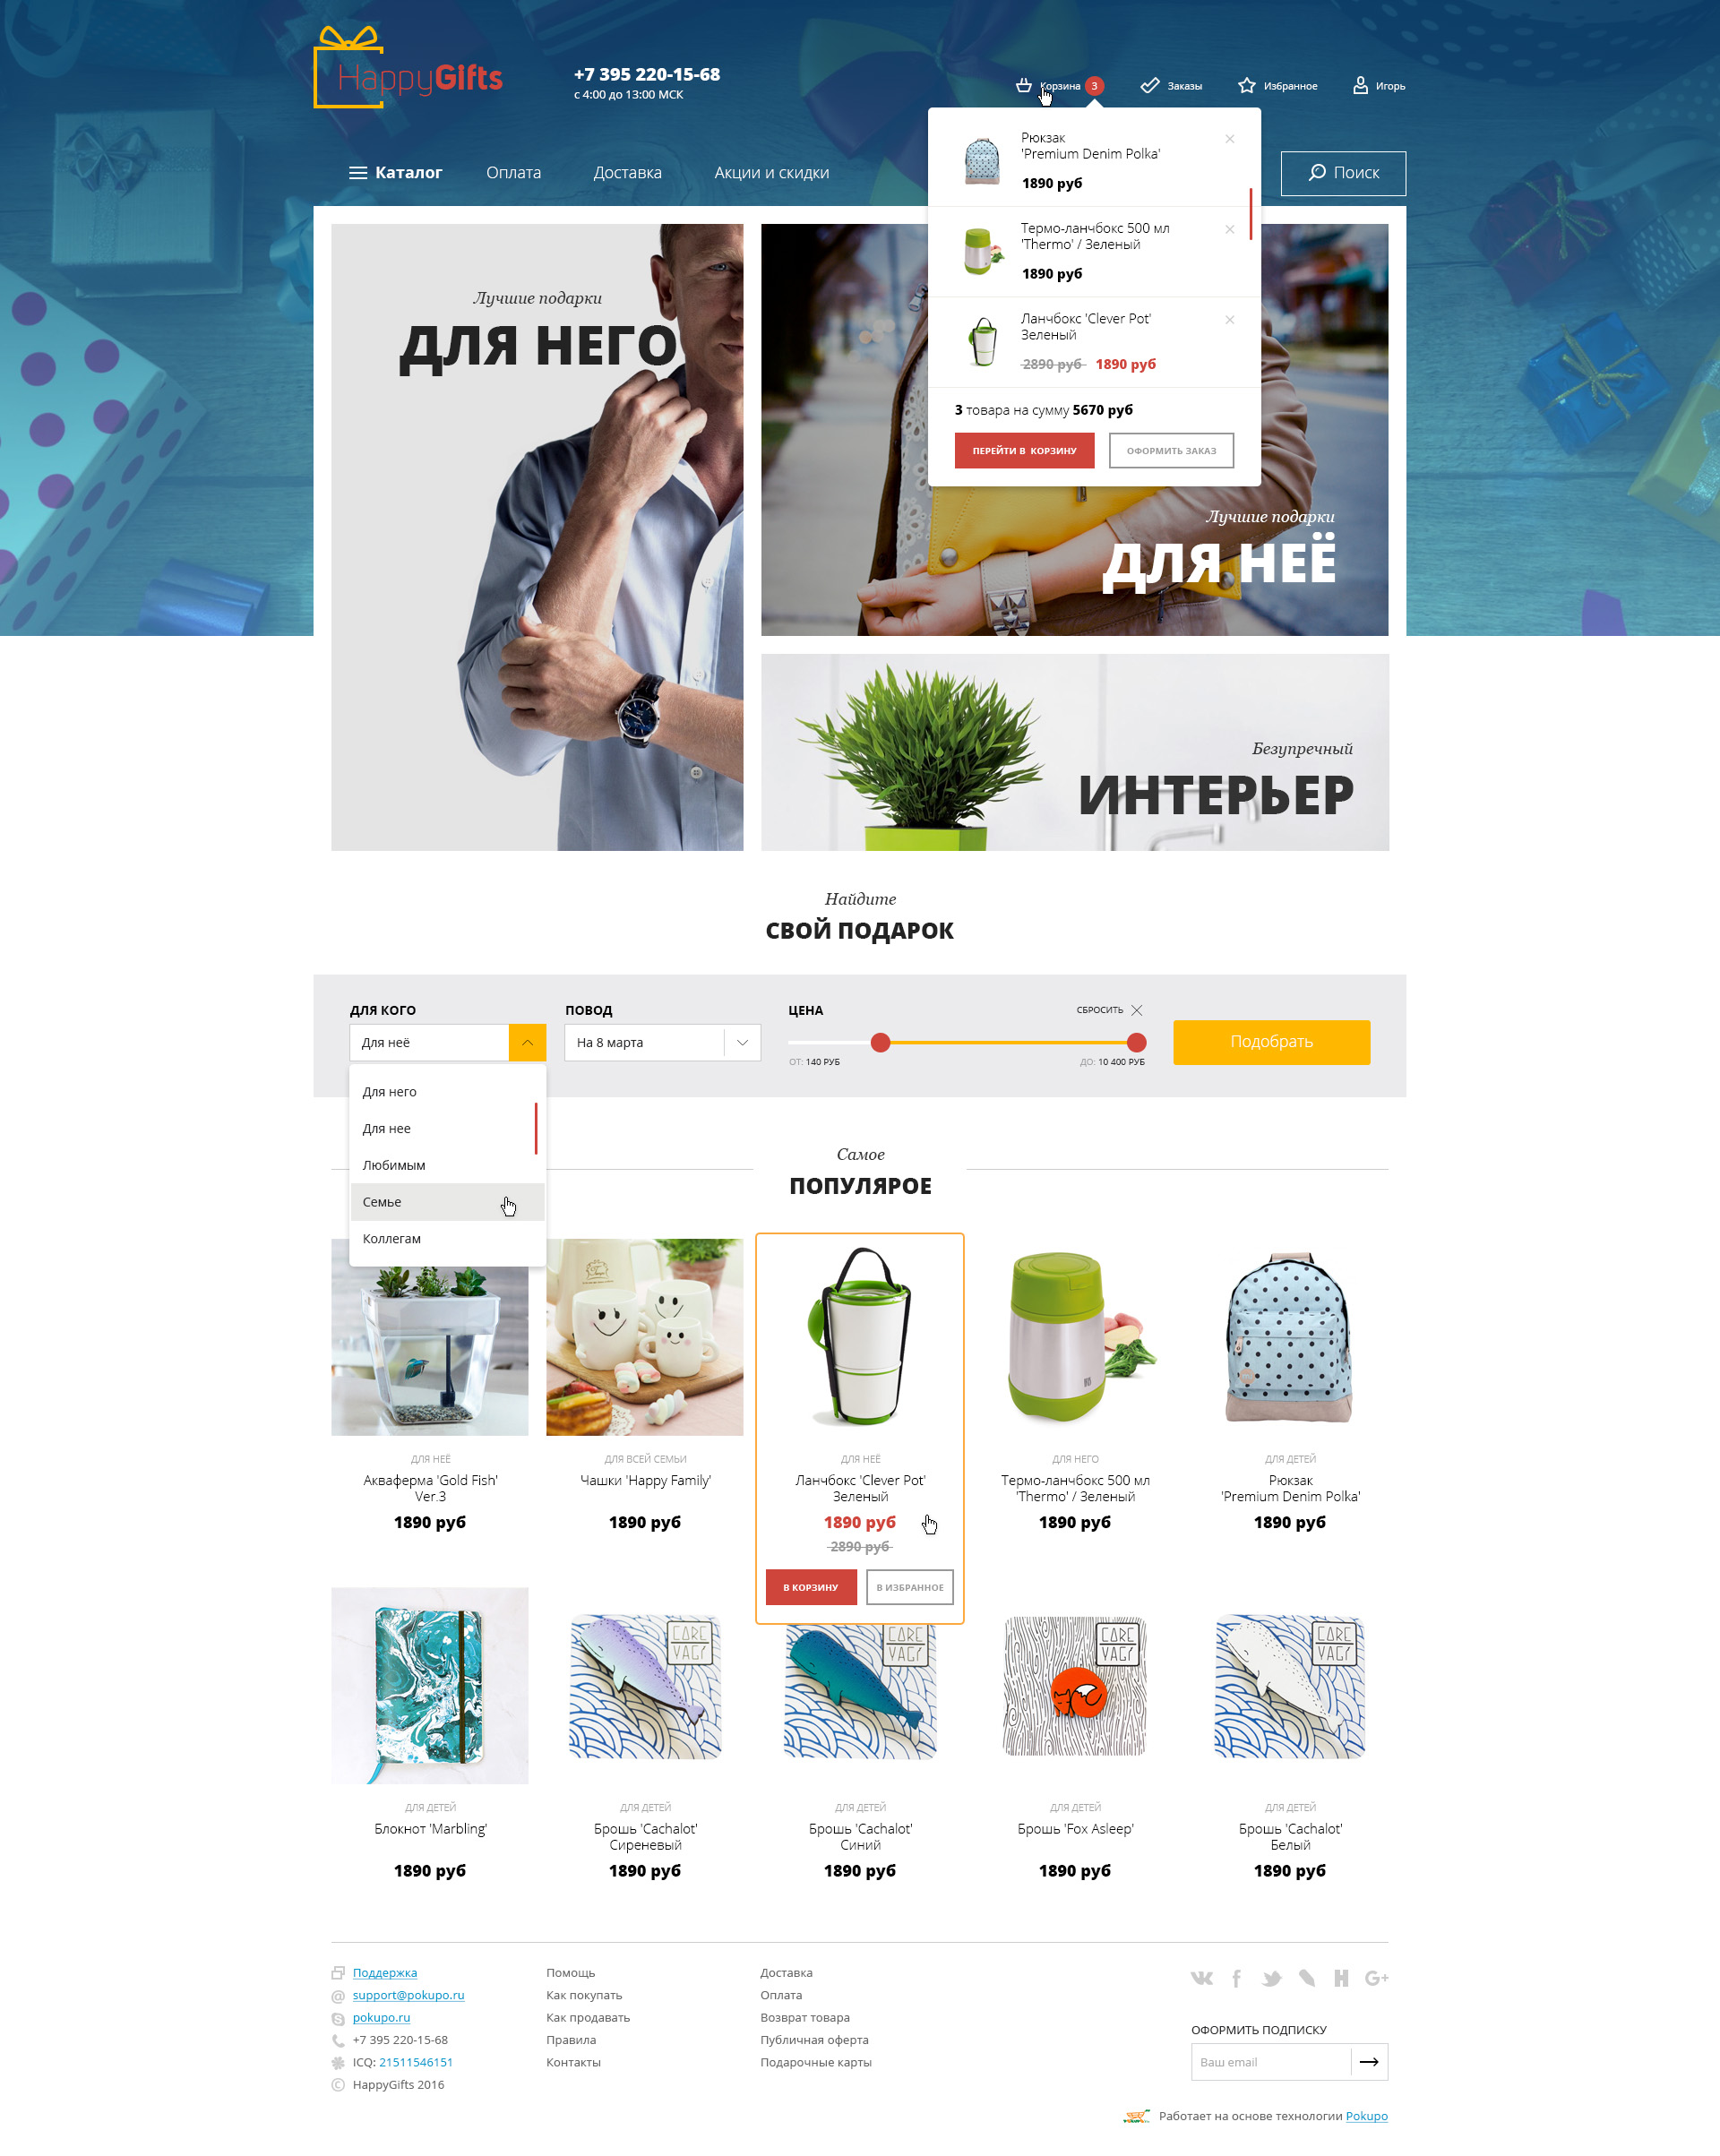 HappyGifts
+7 395 220-15-68
с 4:00 до 13:00 МСК
Корзина 3
Заказы
Избранное
Игорь
Каталог
Оплата
Доставка
Акции и скидки
Поиск
Рюкзак
'Premium Denim Polka'
1890 руб
Термо-ланчбокс 500 мл
'Thermo' / Зеленый
1890 руб
Ланчбокс 'Clever Pot'
Зеленый
2890 руб 1890 руб
3 товара на сумму 5670 руб
ПЕРЕЙТИ В КОРЗИНУ
ОФОРМИТЬ ЗАКАЗ
Лучшие подарки
ДЛЯ НЕГО
Лучшие подарки
ДЛЯ НЕЁ
Безупречный
ИНТЕРЬЕР
Найдите
СВОЙ ПОДАРОК
ДЛЯ КОГО
Для неё
Для него
Для нее
Любимым
Семье
Коллегам
ПОВОД
На 8 марта
ЦЕНА
СБРОСИТЬ
ОТ: 140 РУБ
ДО: 10 400 РУБ
Подобрать
Самое
ПОПУЛЯРОЕ
ДЛЯ НЕЁ
Акваферма 'Gold Fish'
Ver.3
1890 руб
ДЛЯ ВСЕЙ СЕМЬИ
Чашки 'Happy Family'
1890 руб
ДЛЯ НЕЁ
Ланчбокс 'Clever Pot'
Зеленый
1890 руб
2890 руб
В КОРЗИНУ
В ИЗБРАННОЕ
ДЛЯ НЕГО
Термо-ланчбокс 500 мл
'Thermo' / Зеленый
1890 руб
ДЛЯ ДЕТЕЙ
Рюкзак
'Premium Denim Polka'
1890 руб
CARE
VAGY
CARE
VAGY
CARE
VAGY
CARE
VAGY
ДЛЯ ДЕТЕЙ
Блокнот 'Marbling'
1890 руб
ДЛЯ ДЕТЕЙ
Брошь 'Cachalot'
Сиреневый
1890 руб
ДЛЯ ДЕТЕЙ
Брошь 'Cachalot'
Синий
1890 руб
ДЛЯ ДЕТЕЙ
Брошь 'Fox Asleep'
1890 руб
ДЛЯ ДЕТЕЙ
Брошь 'Cachalot'
Белый
1890 руб
Поддержка
support@pokupo.ru
pokupo.ru
+7 395 220-15-68
ICQ: 21511546151
HappyGifts 2016
Помощь
Как покупать
Как продавать
Правила
Контакты
Доставка
Оплата
Возврат товара
Публичная оферта
Подарочные карты
ОФОРМИТЬ ПОДПИСКУ
Ваш email
Работает на основе технологии Pokupo